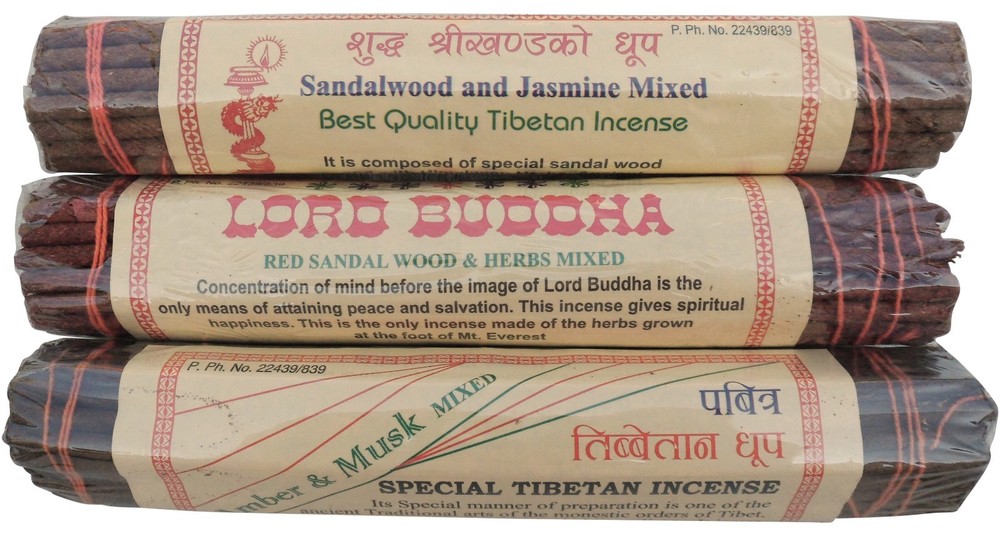 शुद्ध श्रीखण्डको धूप
P. Ph. No. 22439/839
Sandalwood and Jasmine Mixed
Best Quality Tibetan Incense
It is composed of special sandal wood
P. Ph. No. 22439/839
LORD BUDDHA
RED SANDAL WOOD & HERBS MIXED
Concentration of mind before the image of Lord Buddha is the
only means of attaining peace and salvation. This incense gives spiritual
happiness. This is the only incense made of the herbs grown
at the foot of Mt. Everest
P. Ph. No. 22439/839
mber & Musk MIXED
पबित्र
तिब्बेतान धूप
SPECIAL TIBETAN INCENSE
Its Special manner of preparation is one of the
ancient Traditional arts of the monestic orders of Tibet.